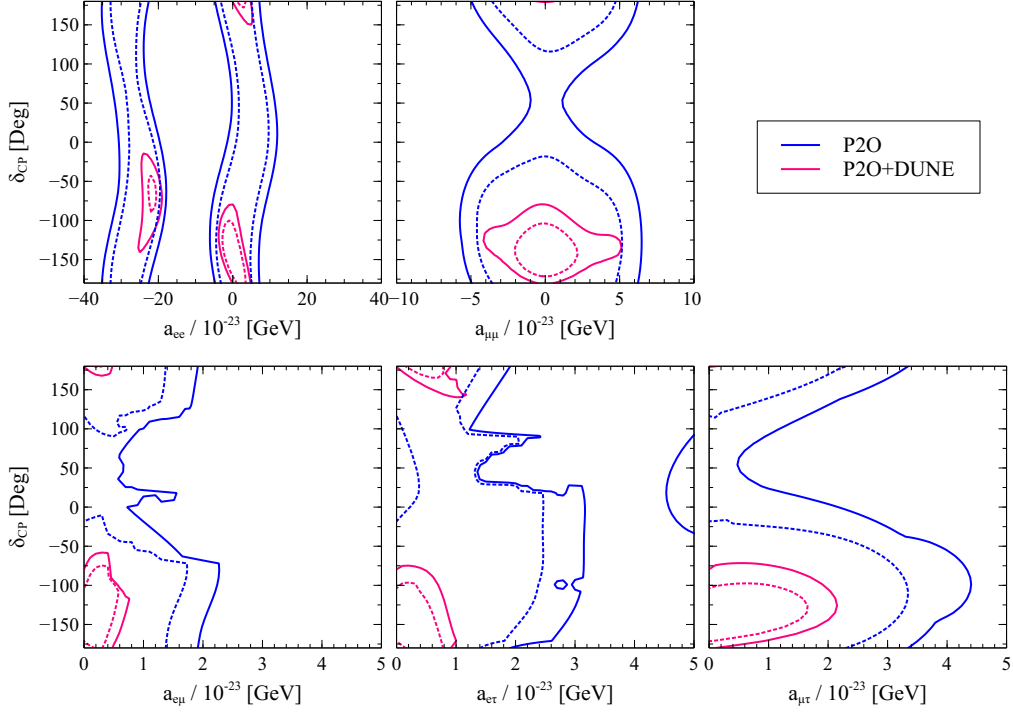 150
100
50
0
−50
−100
−150
δCP [Deg]
−40 −20 0 20 40
aee / 10-23 [GeV]
−10 −5 0 5 10
aμμ / 10-23 [GeV]
P2O
P2O+DUNE
150
100
50
0
−50
−100
−150
δCP [Deg]
0 1 2 3 4 5
aeμ / 10-23 [GeV]
0 1 2 3 4 5
aeτ / 10-23 [GeV]
0 1 2 3 4 5
aμτ / 10-23 [GeV]